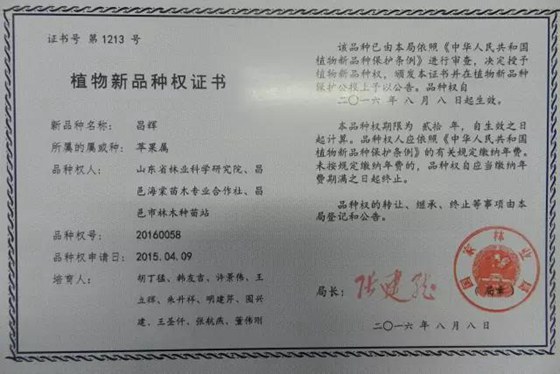 证书号 第 1213 号
植物新品种权证书
新品种名称: 昌辉
所属的属或种: 苹果属
品种权人: 山东省林业科学研究院、昌
邑海棠苗木专业合作社、昌
邑市林木种苗站
品种权号: 20160058
品种权申请日: 2015.04.09
培育人: 胡丁猛、韩友吉、许景伟、王
立辉、朱升祥、明建芹、囤兴
建、王圣仟、张航燕、董伟刚
该品种已由本局依照《中华人民共和国
植物新品种保护条例》进行审查，决定授予
植物新品种权，颁发本证书并在植物新品种
保护公报上予以公告。品种权自
二〇一六 年 八 月 八 日起生效。
本品种权期限为 贰拾 年，自生效之日
起计算。品种权人应依照《中华人民共和国
植物新品种保护条例》的有关规定缴纳年费。
未按规定缴纳年费的，品种权自应当缴纳年
费期满之日起终止。
品种权的转让、继承、终止等事项由本
局登记和公告。
局长: 张建龙
国家林业局
二〇一六 年 八 月 八 日